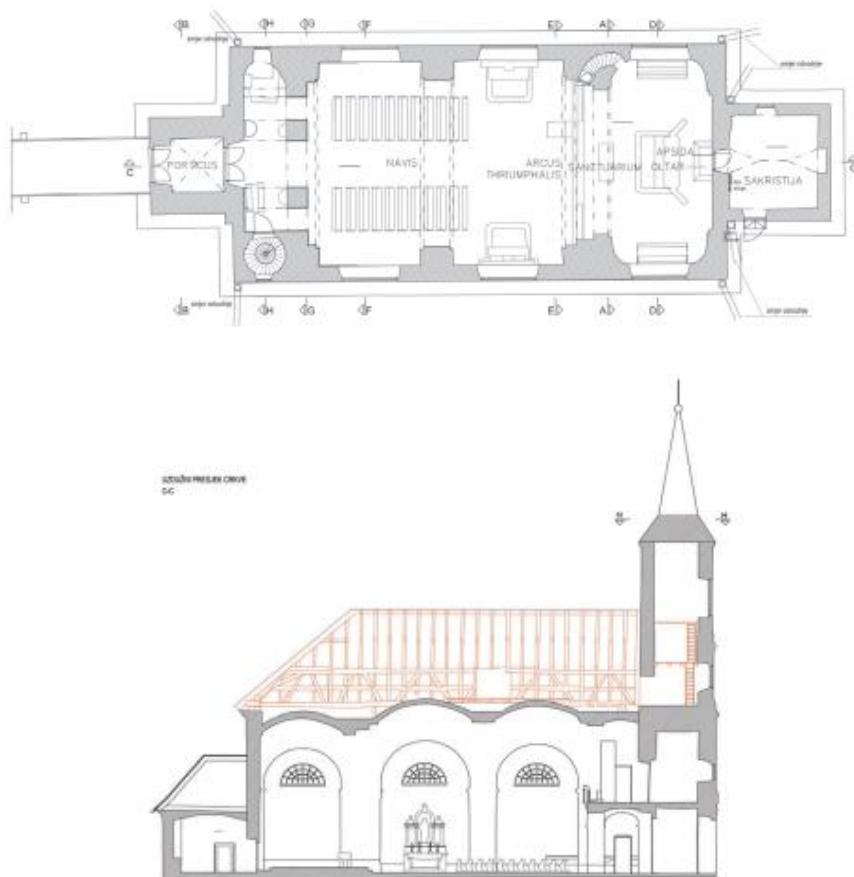 B H G F E A D
C
PORTICUS
NAVIS
ARCUS
THRIUMPHALIS
SANCTUARIUM
APSIDA
OLTAR
SAKRISTIJA
C
B H G F E A D
UZDUŽNI PRESJEK CRKVE
C-C
H H